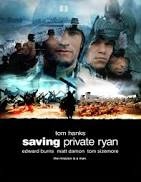 tom hanks
saving private ryan
edward burns matt damon tom sizemore
the mission is a man.